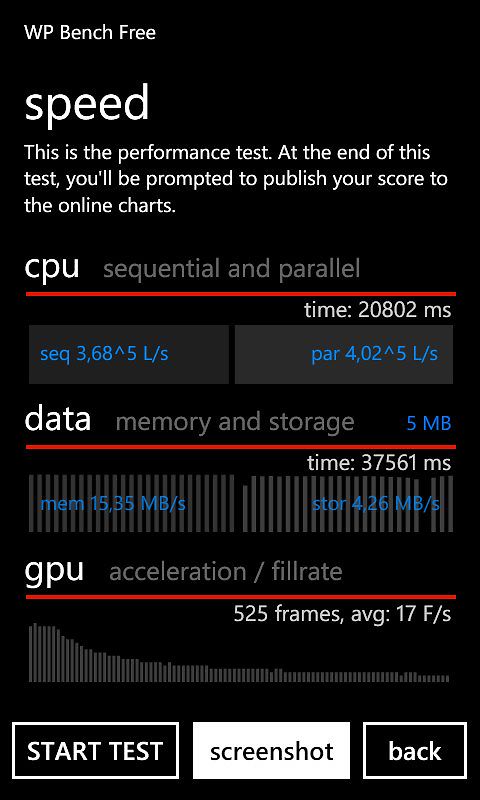 WP Bench Free
speed
This is the performance test. At the end of this
test, you'll be prompted to publish your score to
the online charts.
cpu sequential and parallel
time: 20802 ms
seq 3,68^5 L/s par 4,02^5 L/s
data memory and storage 5 MB
time: 37561 ms
mem 15,35 MB/s stor 4,26 MB/s
gpu acceleration / fillrate
525 frames, avg: 17 F/s
START TEST screenshot back